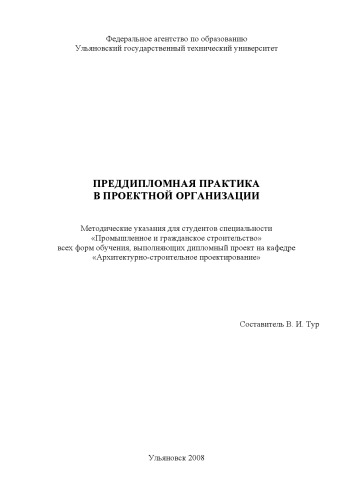 Федеральное агентство по образованию
Ульяновский государственный технический университет
ПРЕДДИПЛОМНАЯ ПРАКТИКА
В ПРОЕКТНОЙ ОРГАНИЗАЦИИ
Методические указания для студентов специальности
«Промышленное и гражданское строительство»
всех форм обучения, выполняющих дипломный проект на кафедре
«Архитектурно-строительное проектирование»
Составитель В. И. Тур
Ульяновск 2008